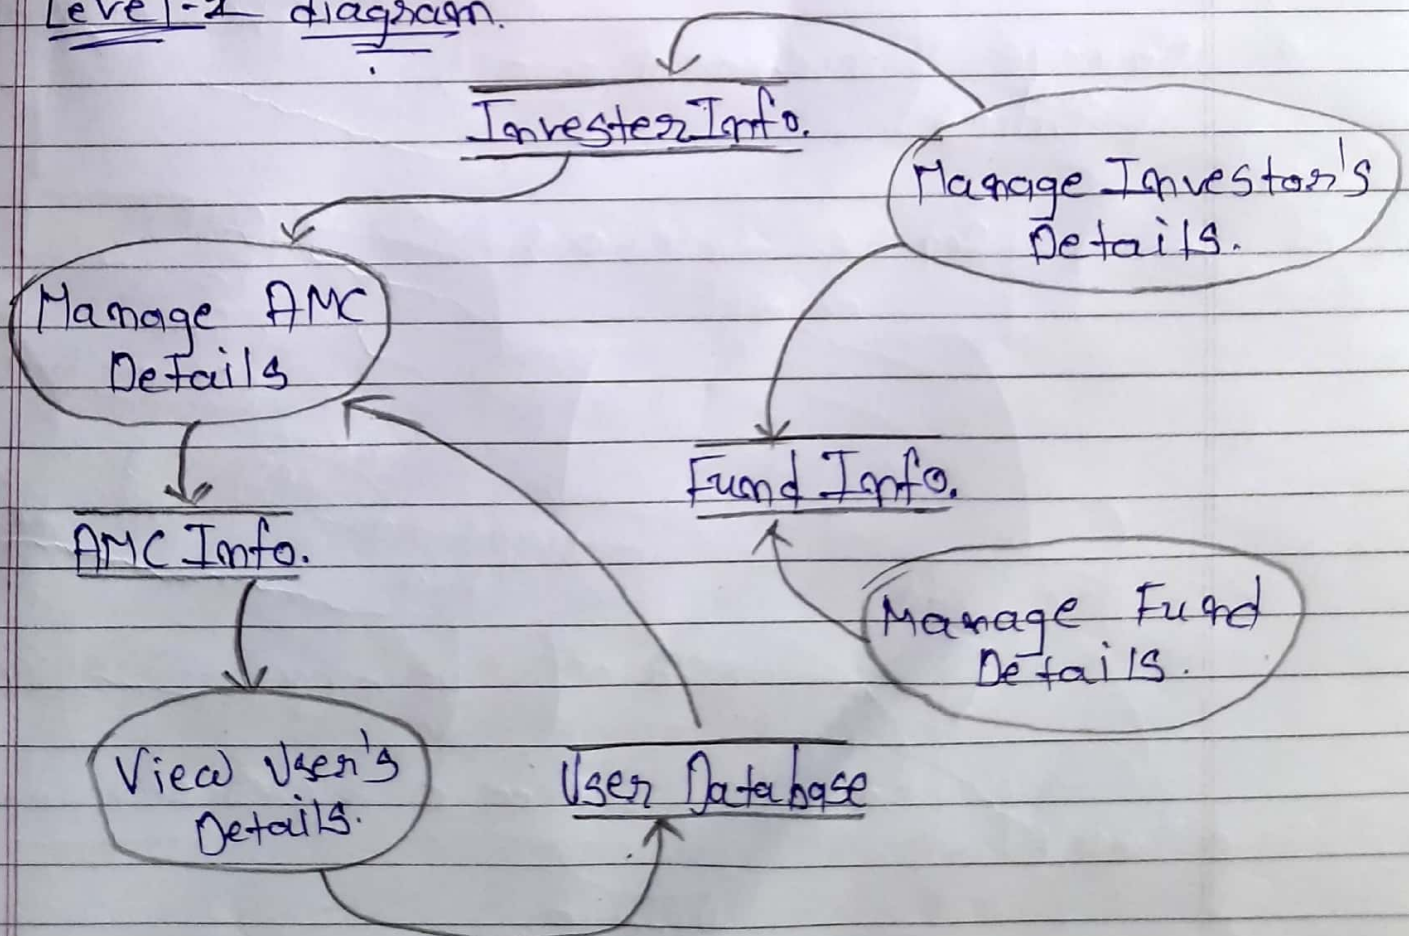 Level-1 diagram.
Invester Info.
Manage Investor's
Details.
Manage AMC
Details
Fund Info.
AMC Info.
Manage Fund
Details.
View User's
Details.
User Database